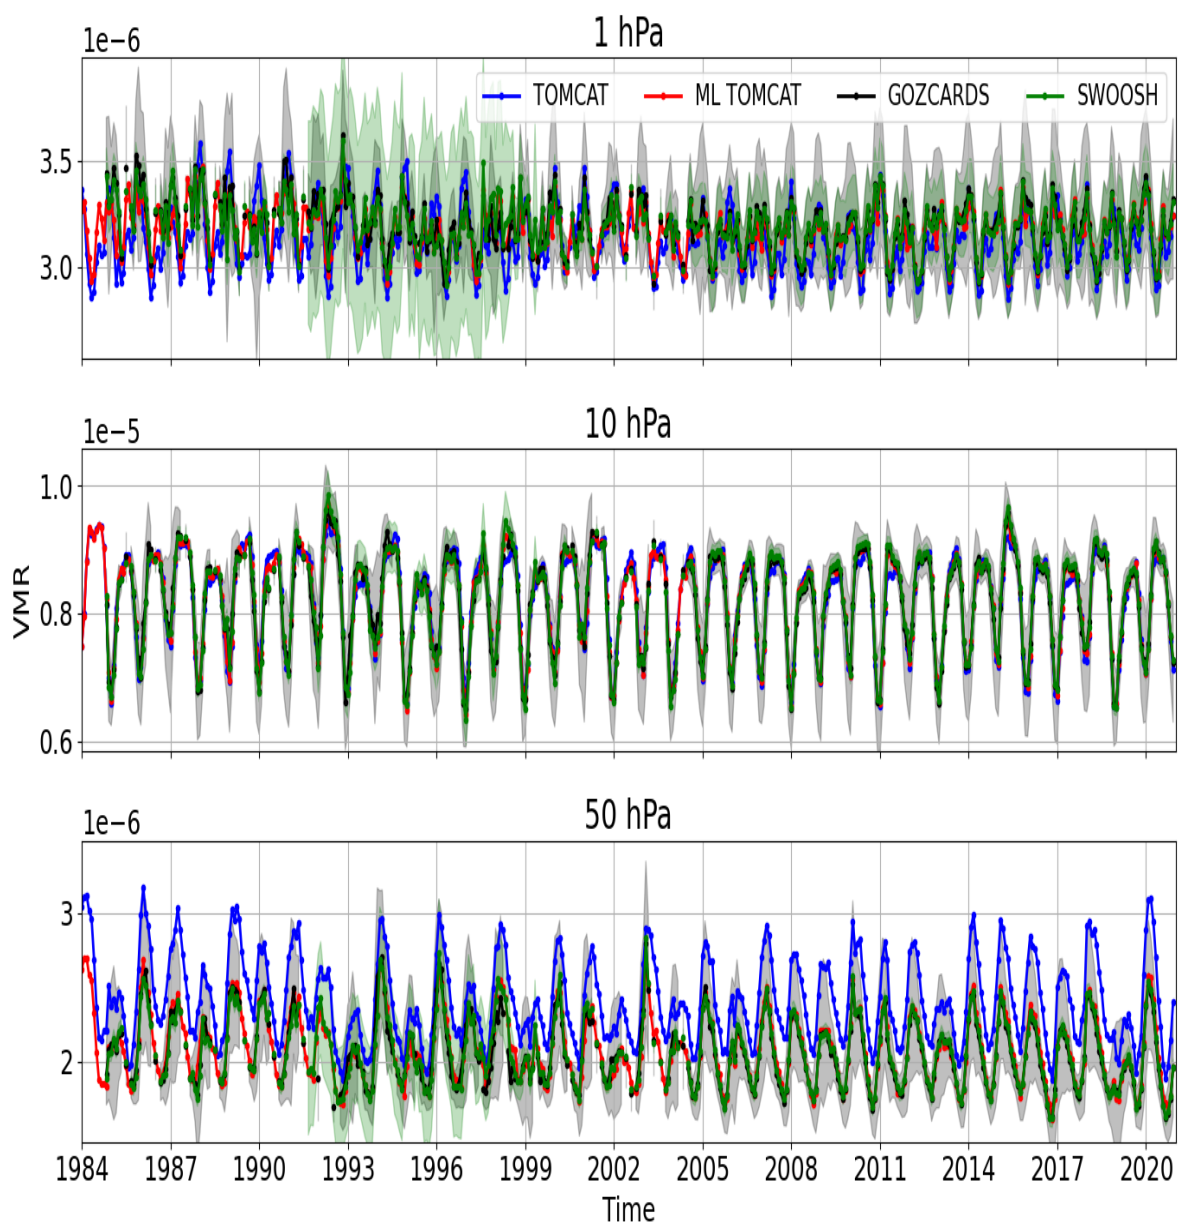 1 hPa
1e−6
TOMCAT ML TOMCAT GOZCARDS SWOOSH
3.5
3.0
10 hPa
1e−5
1.0
0.8
0.6
VMR
50 hPa
1e−6
3
2
1984 1987 1990 1993 1996 1999 2002 2005 2008 2011 2014 2017 2020
Time